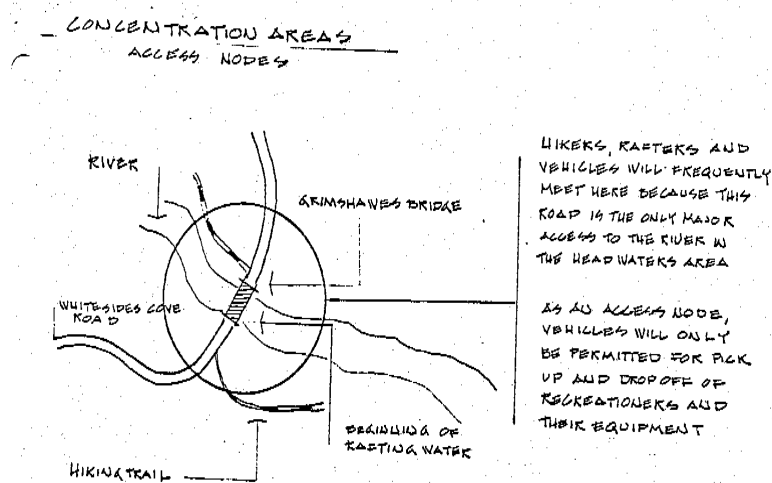 CONCENTRATION AREAS
ACCESS NODES
RIVER
GRIMSHAWES BRIDGE
WHITESIDES COVE
ROAD
HIKING TRAIL
BEGINNING OF
RAFTING WATER
HIKERS, RAFTERS AND
VEHICLES WILL FREQUENTLY
MEET HERE BECAUSE THIS
ROAD IS THE ONLY MAJOR
ACCESS TO THE RIVER IN
THE HEAD WATERS AREA
AS AN ACCESS NODE,
VEHICLES WILL ONLY
BE PERMITTED FOR PICK
UP AND DROP OFF OF
RECREATIONERS AND
THEIR EQUIPMENT